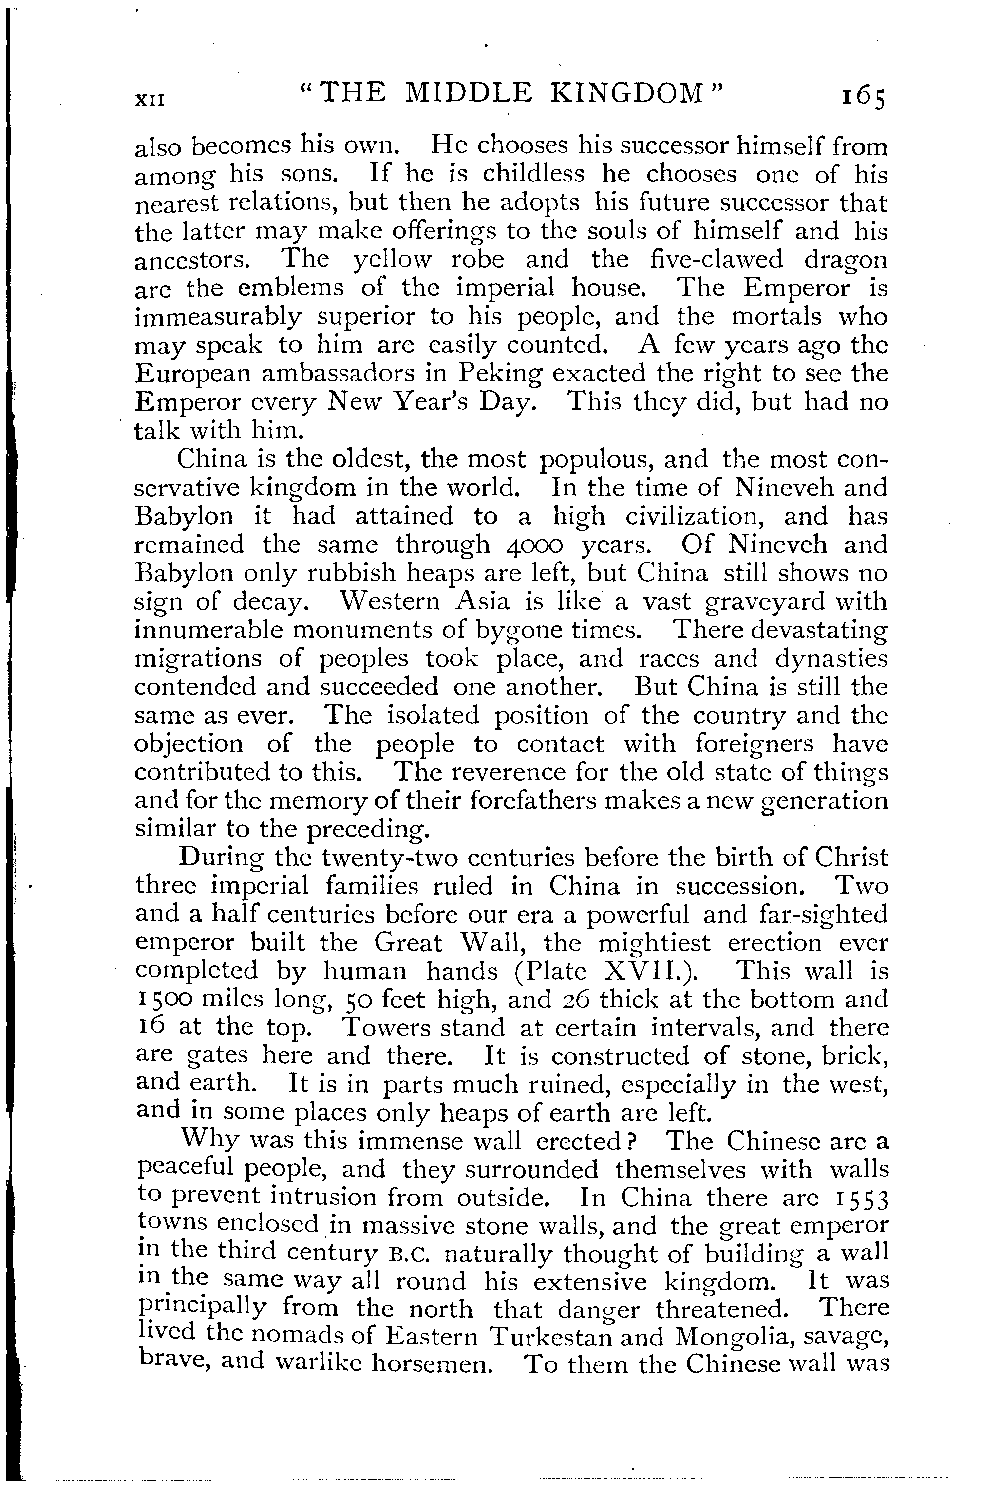 XII "THE MIDDLE KINGDOM" 165
also becomes his own. He chooses his successor himself from
among his sons. If he is childless he chooses one of his
nearest relations, but then he adopts his future successor that
the latter may make offerings to the souls of himself and his
ancestors. The yellow robe and the five-clawed dragon
are the emblems of the imperial house. The Emperor is
immeasurably superior to his people, and the mortals who
may speak to him are easily counted. A few years ago the
European ambassadors in Peking exacted the right to see the
Emperor every New Year's Day. This they did, but had no
talk with him.
China is the oldest, the most populous, and the most con-
servative kingdom in the world. In the time of Nineveh and
Babylon it had attained to a high civilization, and has
remained the same through 4000 years. Of Nineveh and
Babylon only rubbish heaps are left, but China still shows no
sign of decay. Western Asia is like a vast graveyard with
innumerable monuments of bygone times. There devastating
migrations of peoples took place, and races and dynasties
contended and succeeded one another. But China is still the
same as ever. The isolated position of the country and the
objection of the people to contact with foreigners have
contributed to this. The reverence for the old state of things
and for the memory of their forefathers makes a new generation
similar to the preceding.
During the twenty-two centuries before the birth of Christ
three imperial families ruled in China in succession. Two
and a half centuries before our era a powerful and far-sighted
emperor built the Great Wall, the mightiest erection ever
completed by human hands (Plate XVII.). This wall is
1500 miles long, 50 feet high, and 26 thick at the bottom and
16 at the top. Towers stand at certain intervals, and there
are gates here and there. It is constructed of stone, brick,
and earth. It is in parts much ruined, especially in the west,
and in some places only heaps of earth are left.
Why was this immense wall erected? The Chinese are a
peaceful people, and they surrounded themselves with walls
to prevent intrusion from outside. In China there are 1553
towns enclosed in massive stone walls, and the great emperor
in the third century B.C. naturally thought of building a wall
in the same way all round his extensive kingdom. It was
principally from the north that danger threatened. There
lived the nomads of Eastern Turkestan and Mongolia, savage,
brave, and warlike horsemen. To them the Chinese wall was